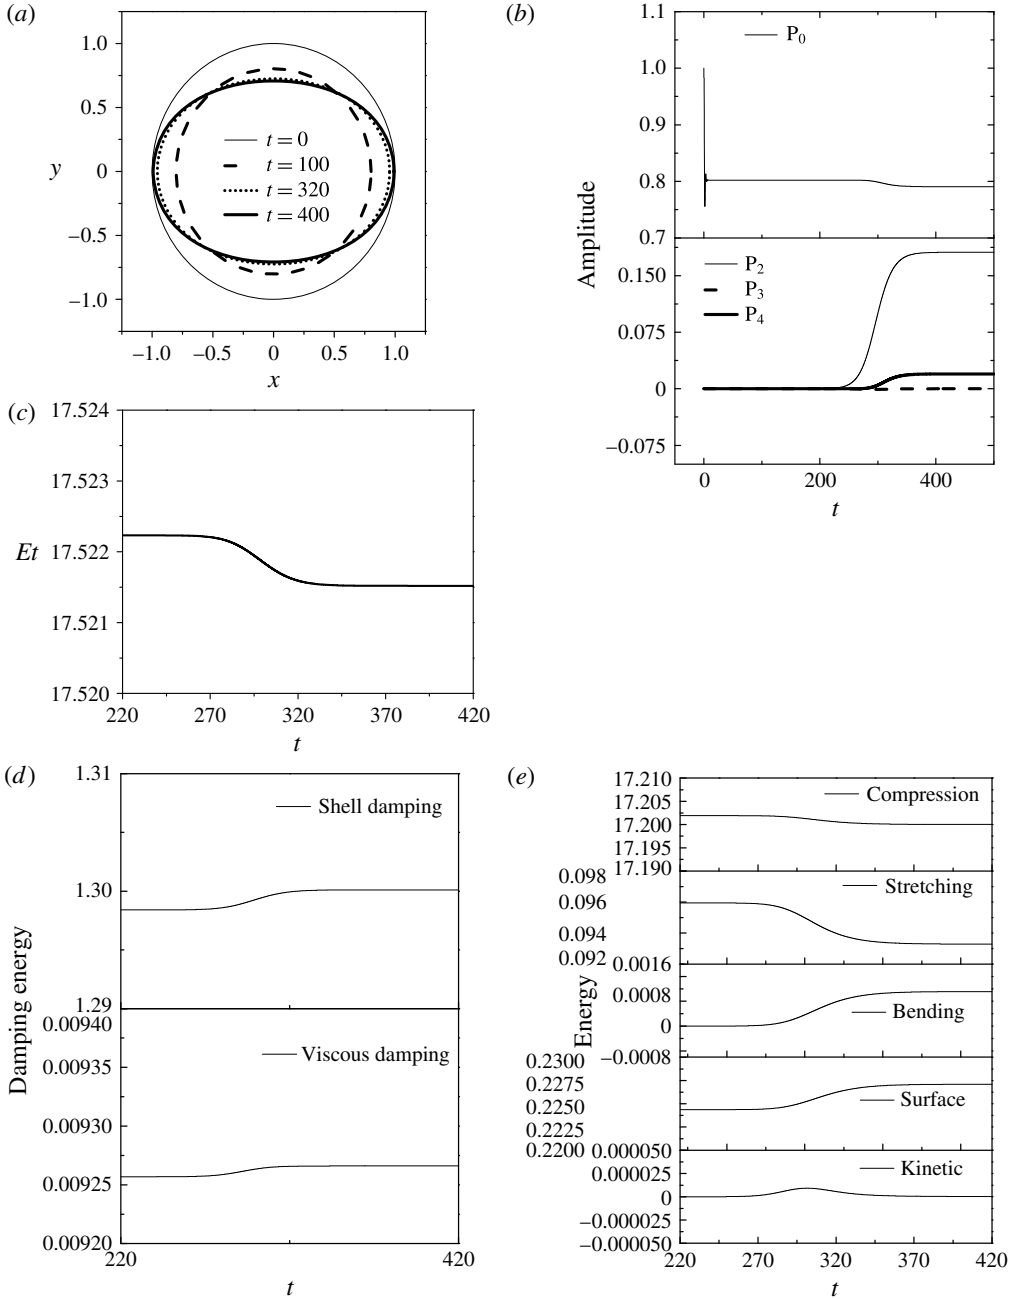 (a)
1.0
0.5
0
−0.5
−1.0
y
t = 0
t = 100
t = 320
t = 400
−1.0
−0.5
0
0.5
1.0
x
(b)
1.1
1.0
0.9
0.8
0.7
P0
Amplitude
0.150
0.075
0
−0.075
P2
P3
P4
0
200
400
t
(c)
17.524
17.523
17.522
17.521
17.520
Et
220
270
320
370
420
t
(d)
1.31
1.30
1.29
Shell damping
Damping energy
0.00940
0.00935
0.00930
0.00925
0.00920
Viscous damping
220
420
t
(e)
17.210
17.205
17.200
17.195
17.190
Compression
0.098
0.096
0.094
0.092
Stretching
Energy
0.0016
0.0008
0
−0.0008
Bending
0.2300
0.2275
0.2250
0.2225
0.2200
Surface
0.000050
0.000025
0
−0.000025
−0.000050
Kinetic
220
270
320
370
420
t